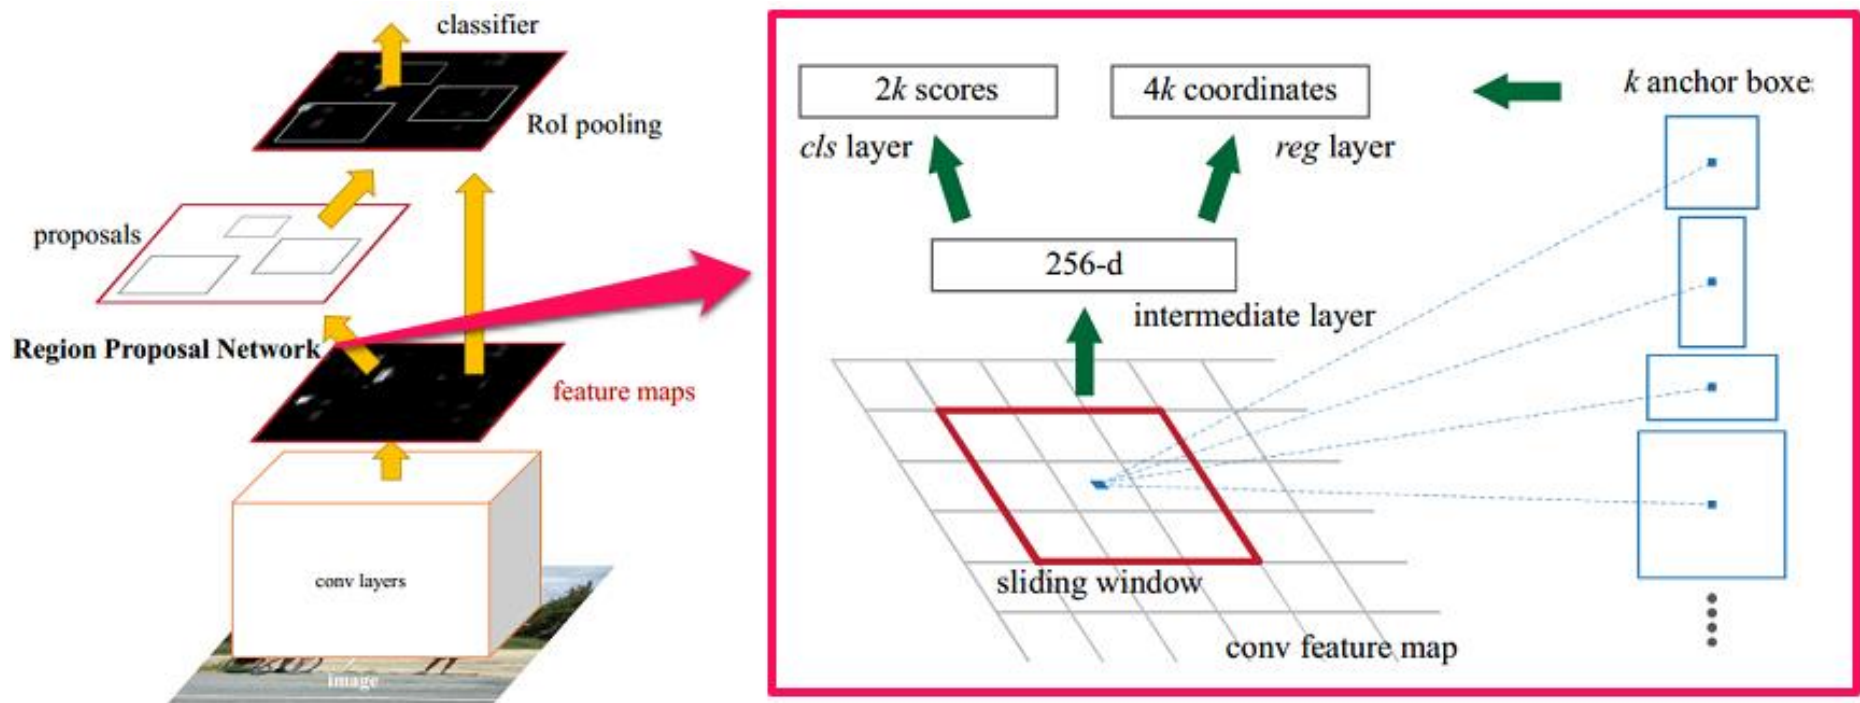 classifier
RoI pooling
proposals
Region Proposal Network
feature maps
conv layers
image
2k scores
4k coordinates
k anchor boxe
cls layer
reg layer
256-d
intermediate layer
sliding window
conv feature map